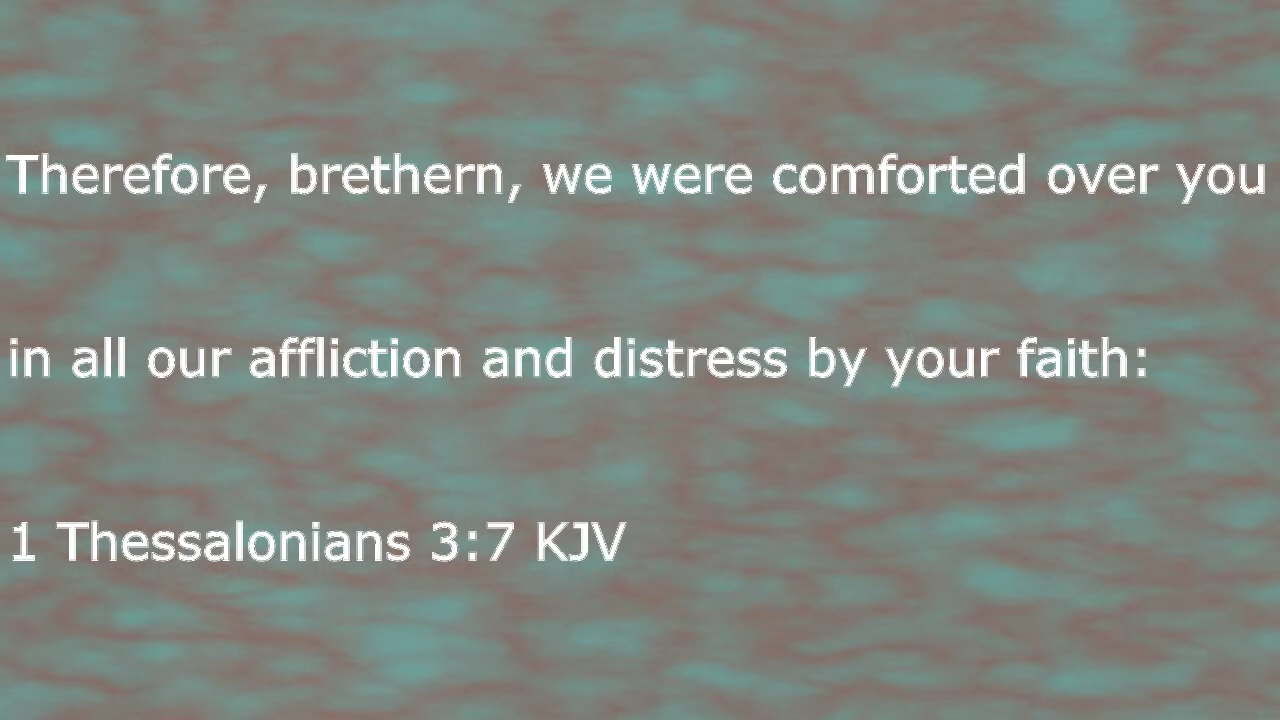 Therefore, brethern, we were comforted over you
in all our affliction and distress by your faith:
1 Thessalonians 3:7 KJV